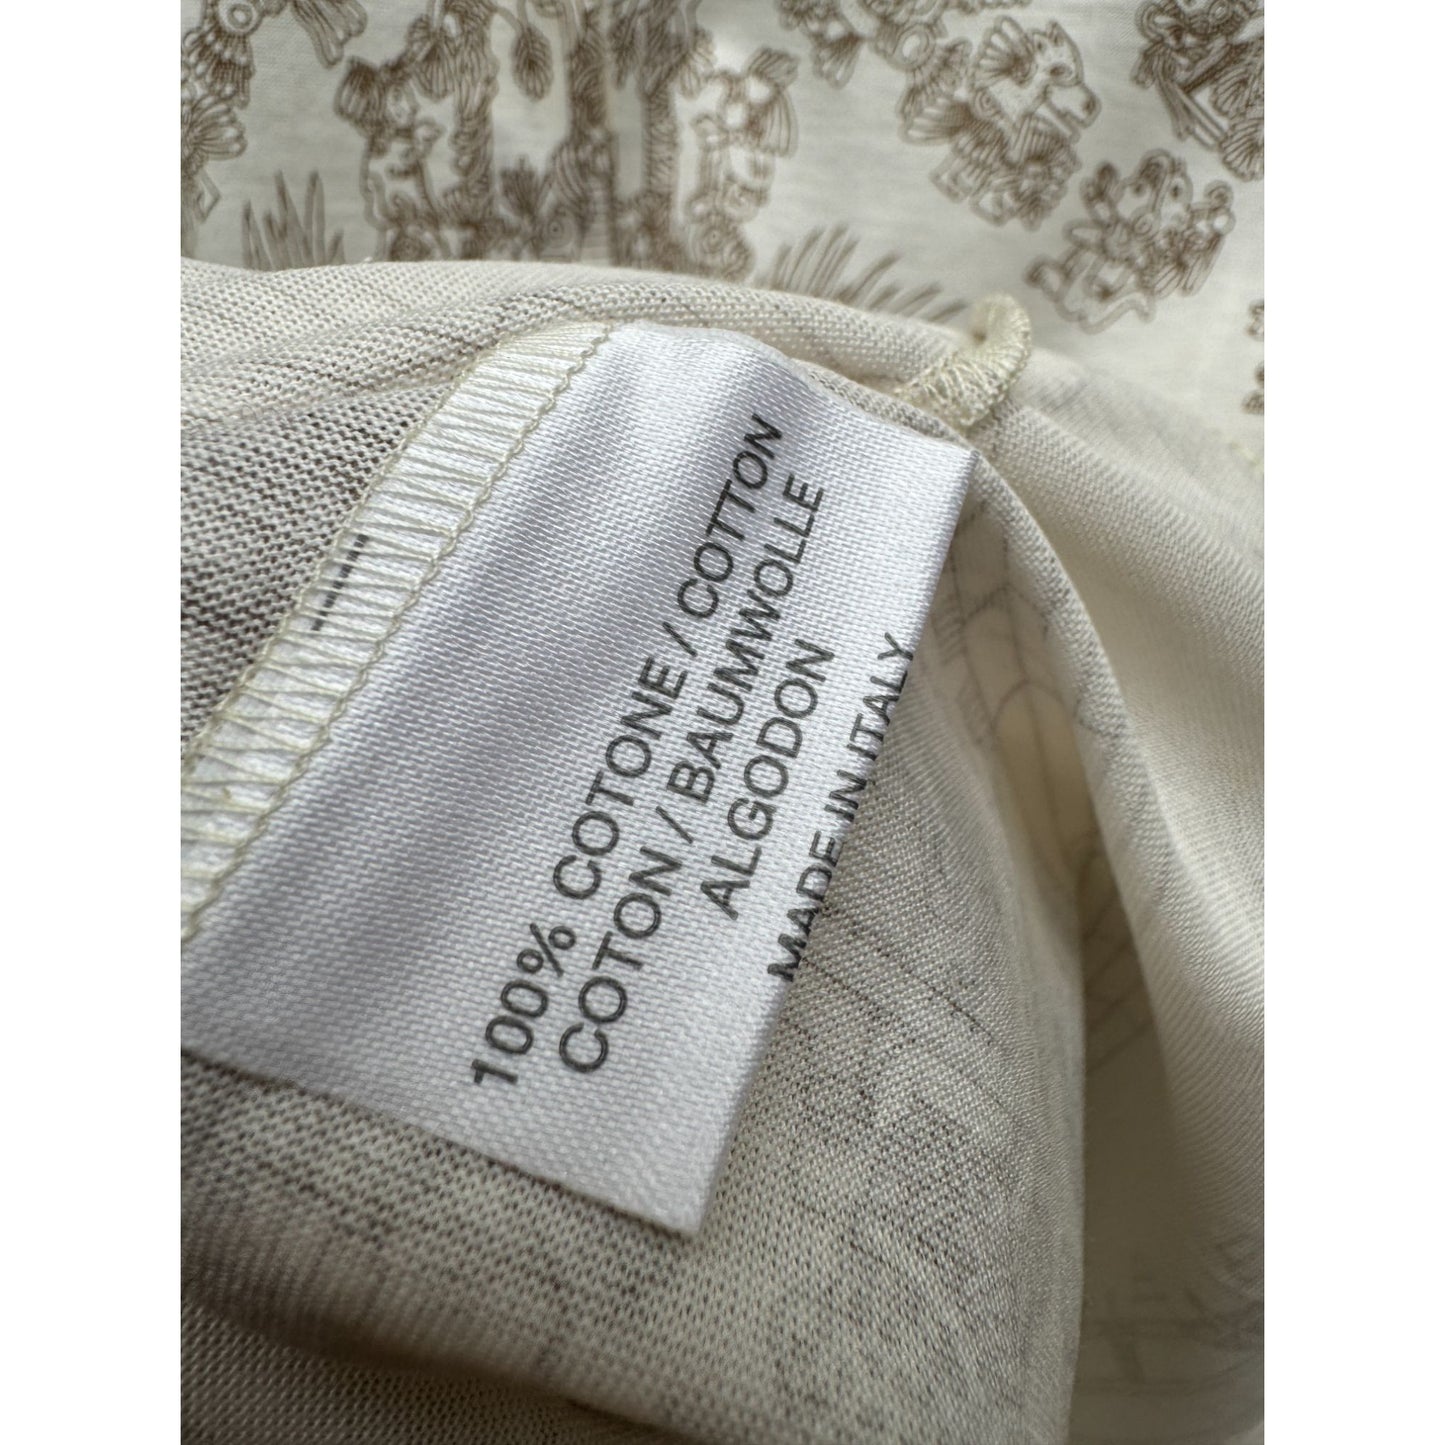 100% COTONE / COTTON
COTON / BAUMWOLLE
ALGODON
MADE IN ITALY